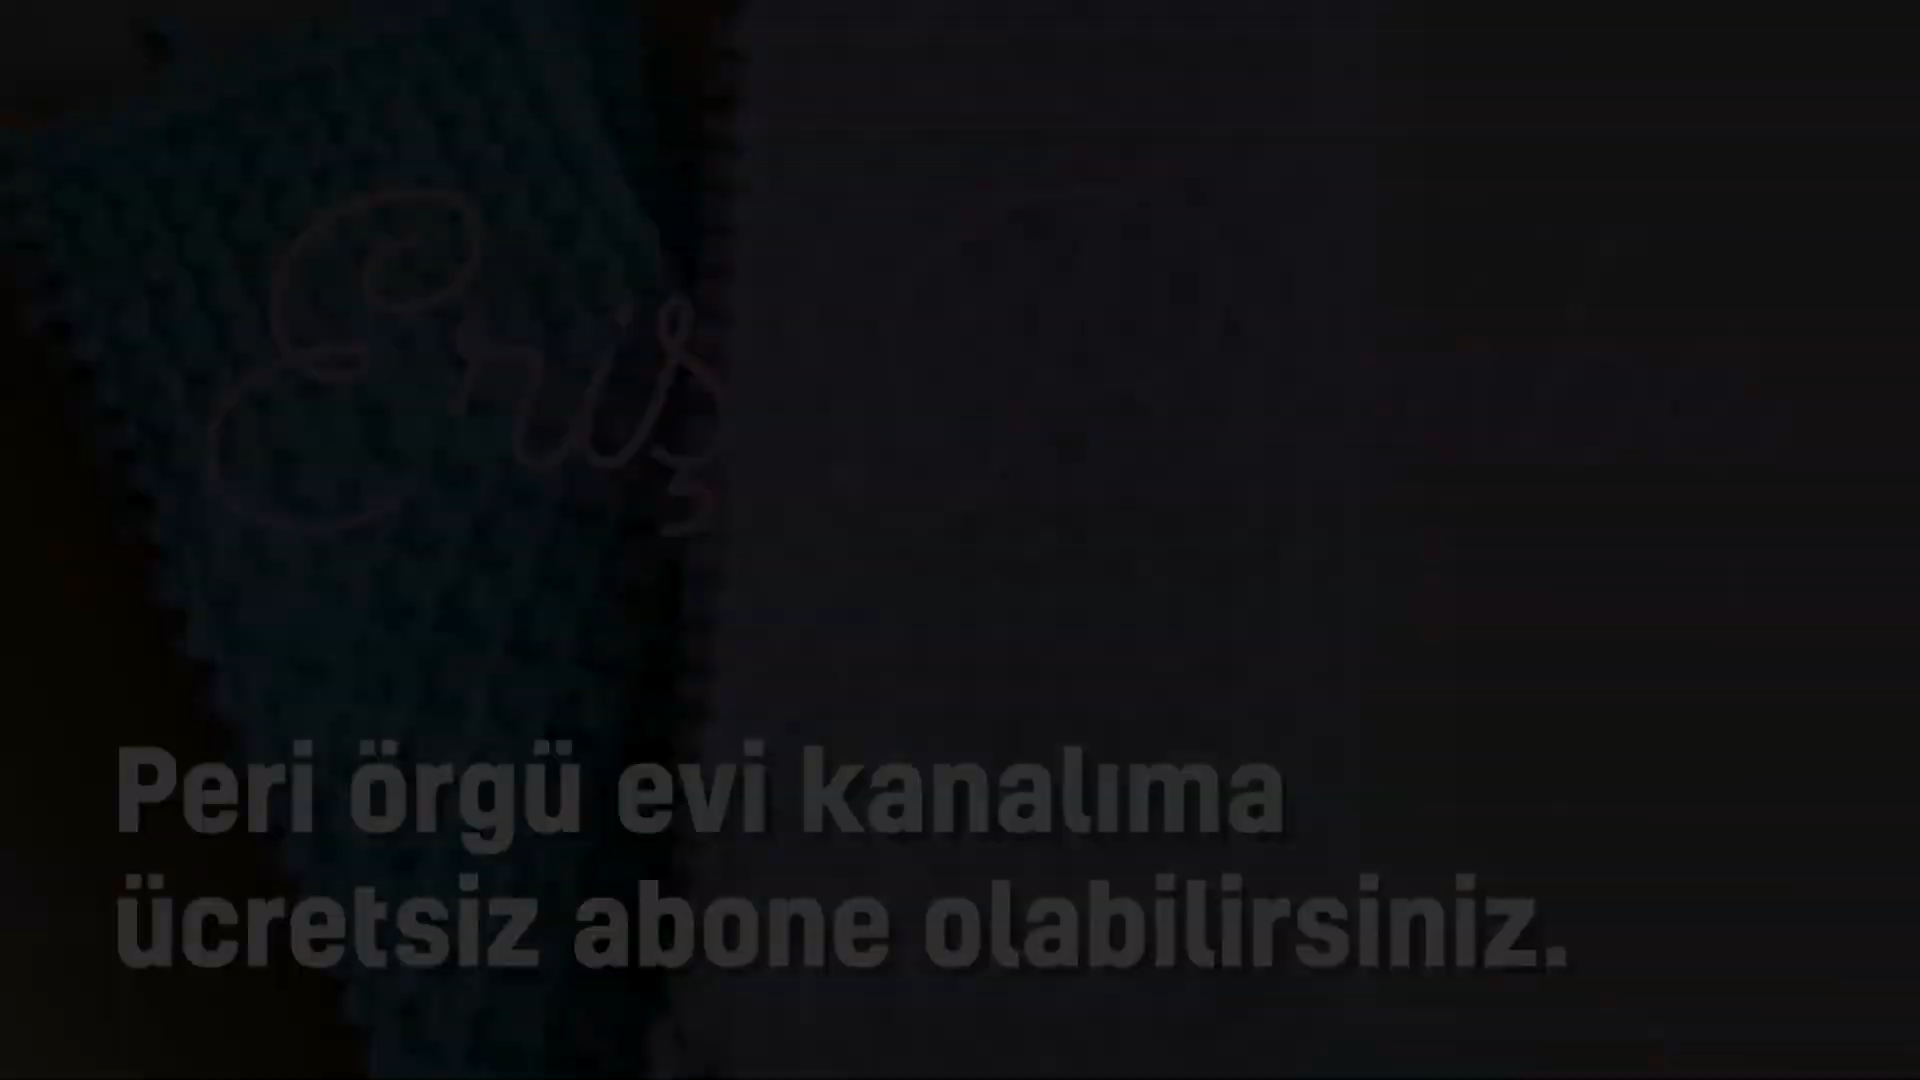 Peri örgü evi kanalıma
ücretsiz abone olabilirsiniz.